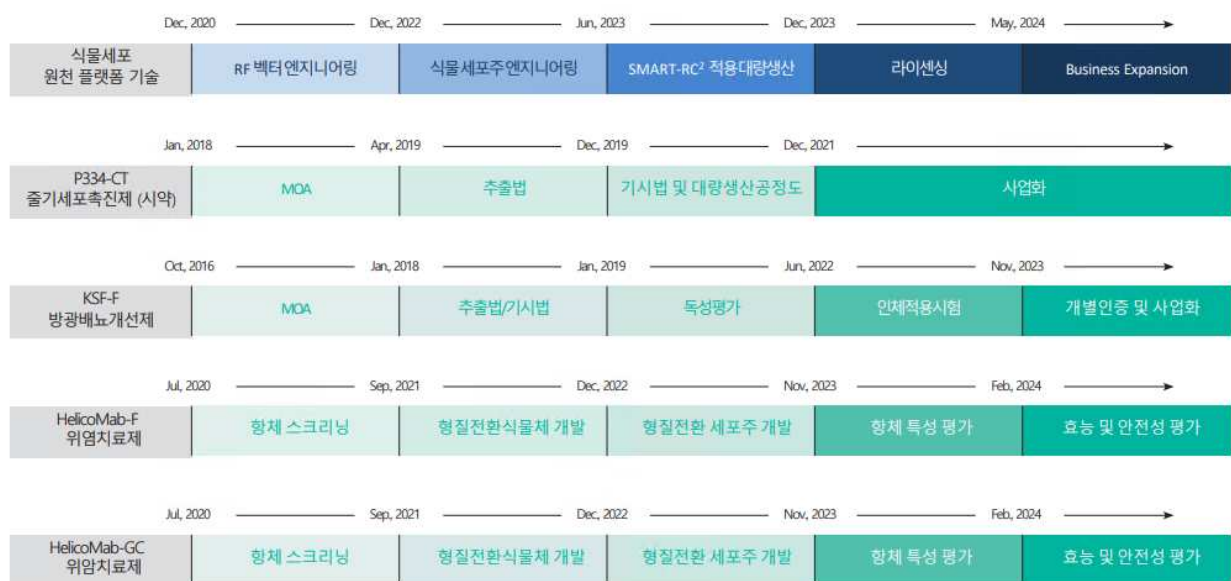 Dec, 2020 Dec, 2022 Jun, 2023 Dec, 2023 May, 2024
식물세포
원천 플랫폼 기술
RF 벡터 엔지니어링 식물 세포주 엔지니어링 SMART-RC² 적용 대량생산 라이센싱 Business Expansion
Jan, 2018 Apr, 2019 Dec, 2019 Dec, 2021
P334-CT
줄기세포촉진제 (시약)
MOA 추출법 기시법 및 대량생산공정도 사업화
Oct, 2016 Jan, 2018 Jan, 2019 Jun, 2022 Nov, 2023
KSF-F
방광배뇨개선제
MOA 추출법/기시법 독성평가 인체적용시험 개별인증 및 사업화
Jul, 2020 Sep, 2021 Dec, 2022 Nov, 2023 Feb, 2024
HelicoMab-F
위염치료제
항체 스크리닝 형질전환식물체 개발 형질전환 세포주 개발 항체 특성 평가 효능 및 안전성 평가
Jul, 2020 Sep, 2021 Dec, 2022 Nov, 2023 Feb, 2024
HelicoMab-GC
위암치료제
항체 스크리닝 형질전환식물체 개발 형질전환 세포주 개발 항체 특성 평가 효능 및 안전성 평가